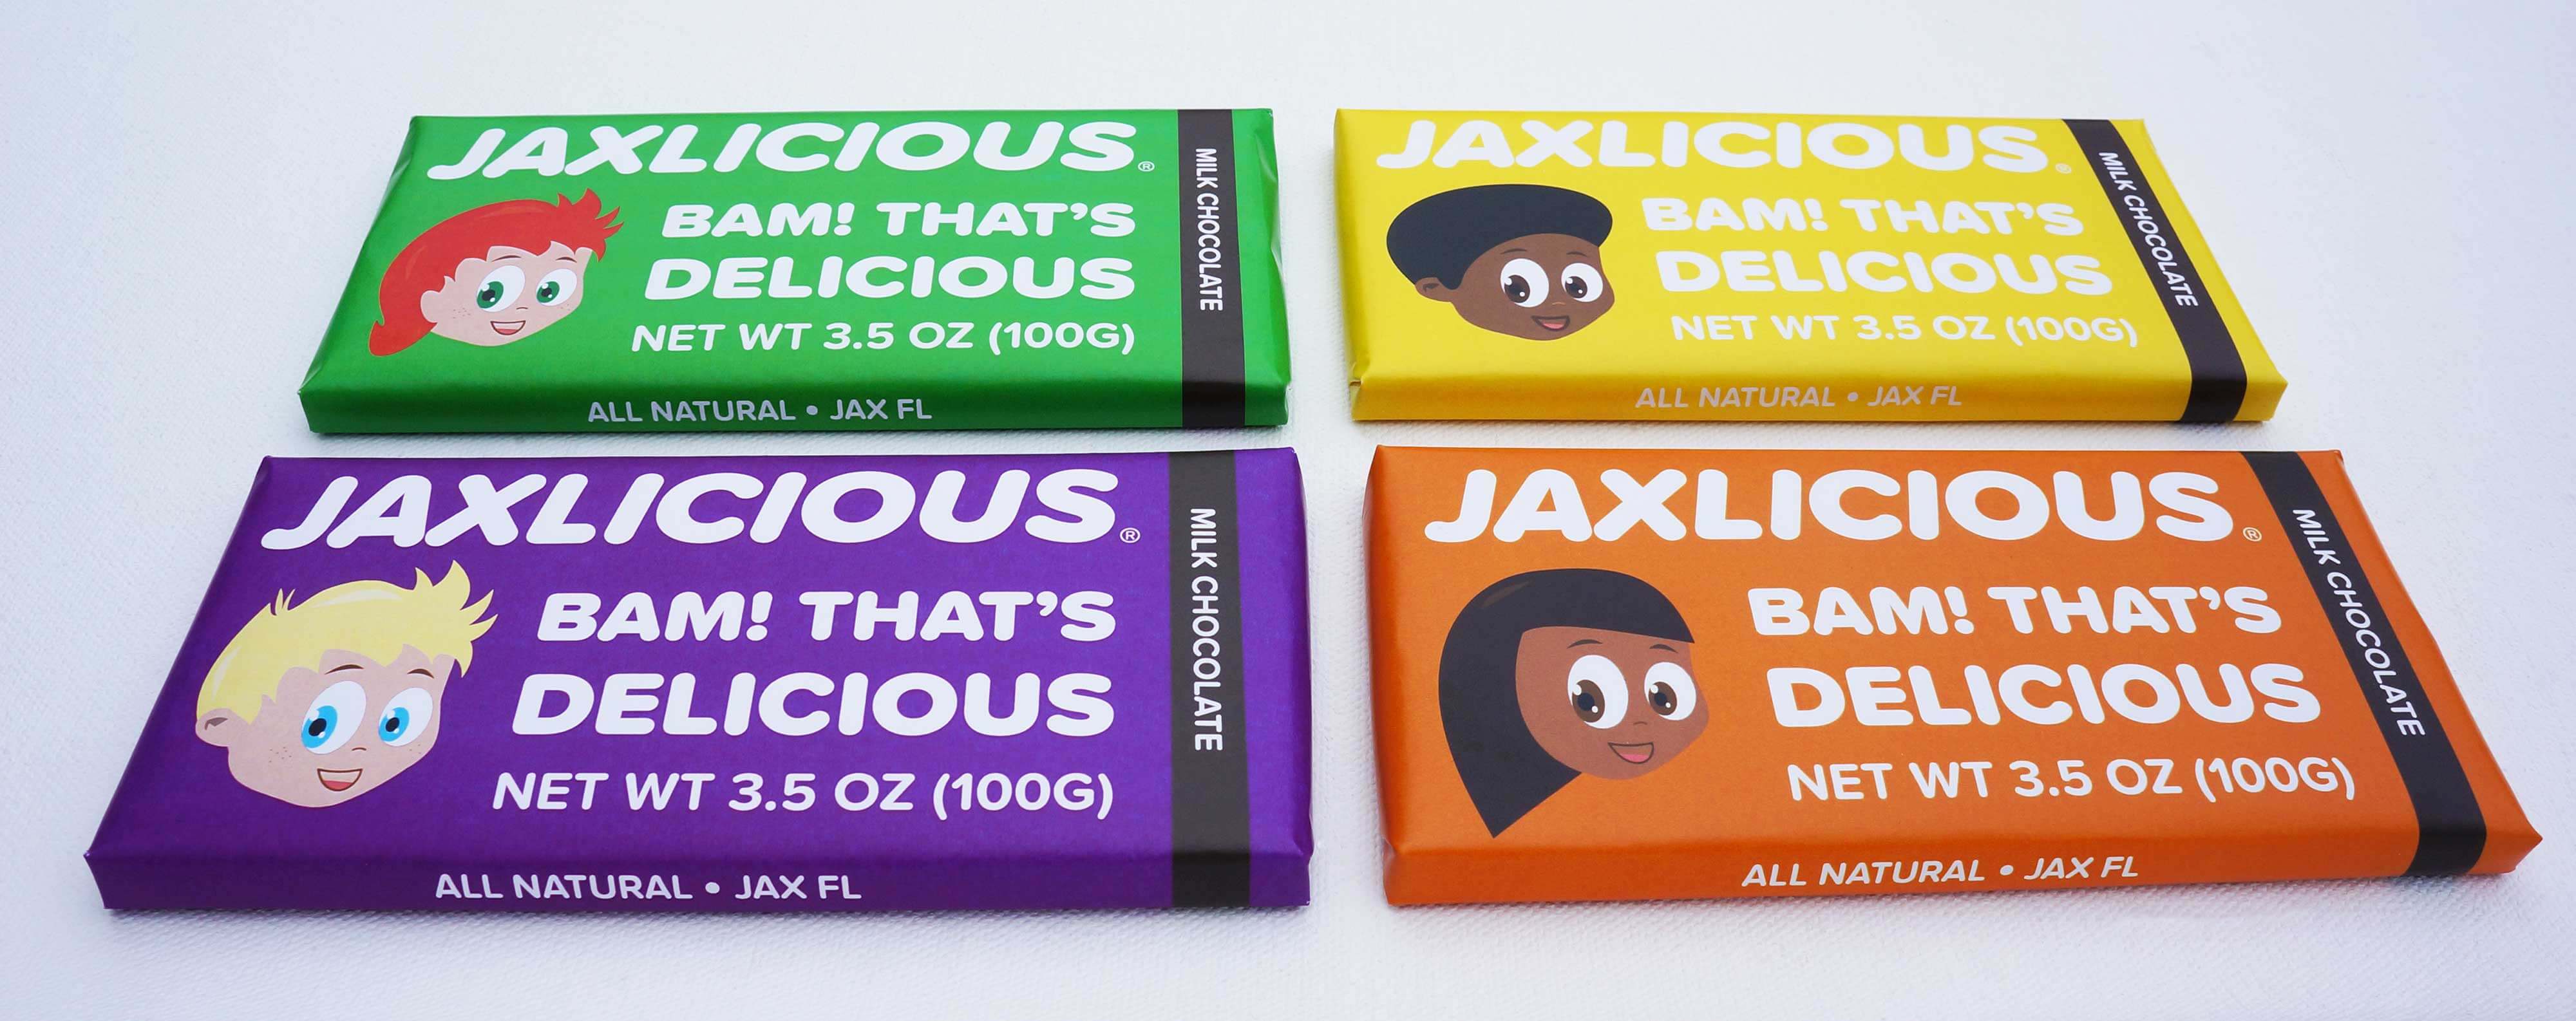 JAXLICIOUS®
BAM! THAT'S
DELICIOUS
NET WT 3.5 OZ (100G)
ALL NATURAL • JAX FL
MILK CHOCOLATE
JAXLICIOUS®
BAM! THAT'S
DELICIOUS
NET WT 3.5 OZ (100G)
ALL NATURAL • JAX FL
MILK CHOCOLATE
JAXLICIOUS®
BAM! THAT'S
DELICIOUS
NET WT 3.5 OZ (100G)
ALL NATURAL • JAX FL
MILK CHOCOLATE
JAXLICIOUS®
BAM! THAT'S
DELICIOUS
NET WT 3.5 OZ (100G)
ALL NATURAL • JAX FL
MILK CHOCOLATE